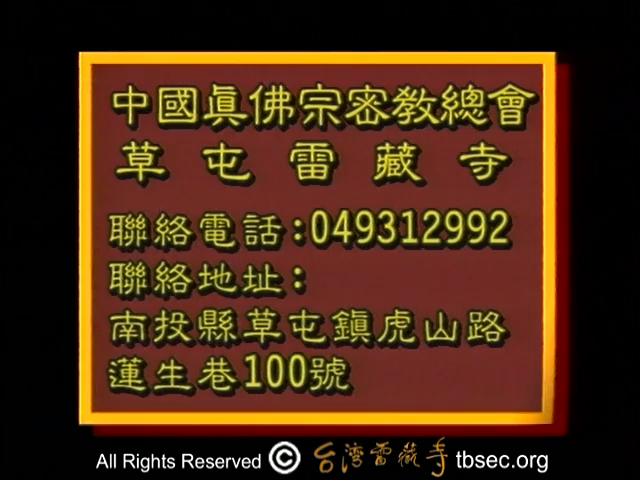 中國真佛宗密教總會
草屯雷藏寺
聯絡電話:049312992
聯絡地址:
南投縣草屯鎮虎山路
蓮生巷100號
All Rights Reserved © 台湾雷藏寺 tbsec.org